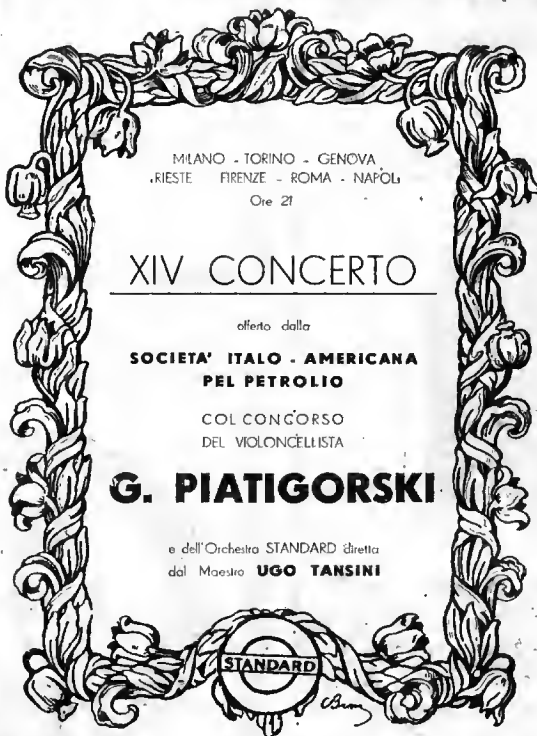 MILANO - TORINO - GENOVA
RIESTE FIRENZE - ROMA - NAPOLI
Ore 21
XIV CONCERTO
offerto dalla
SOCIETA' ITALO - AMERICANA
PEL PETROLIO
COL CONCORSO
DEL VIOLONCELLISTA
G. PIATIGORSKI
e dell'Orchestra STANDARD diretta
dal Maestro UGO TANSINI
STANDARD